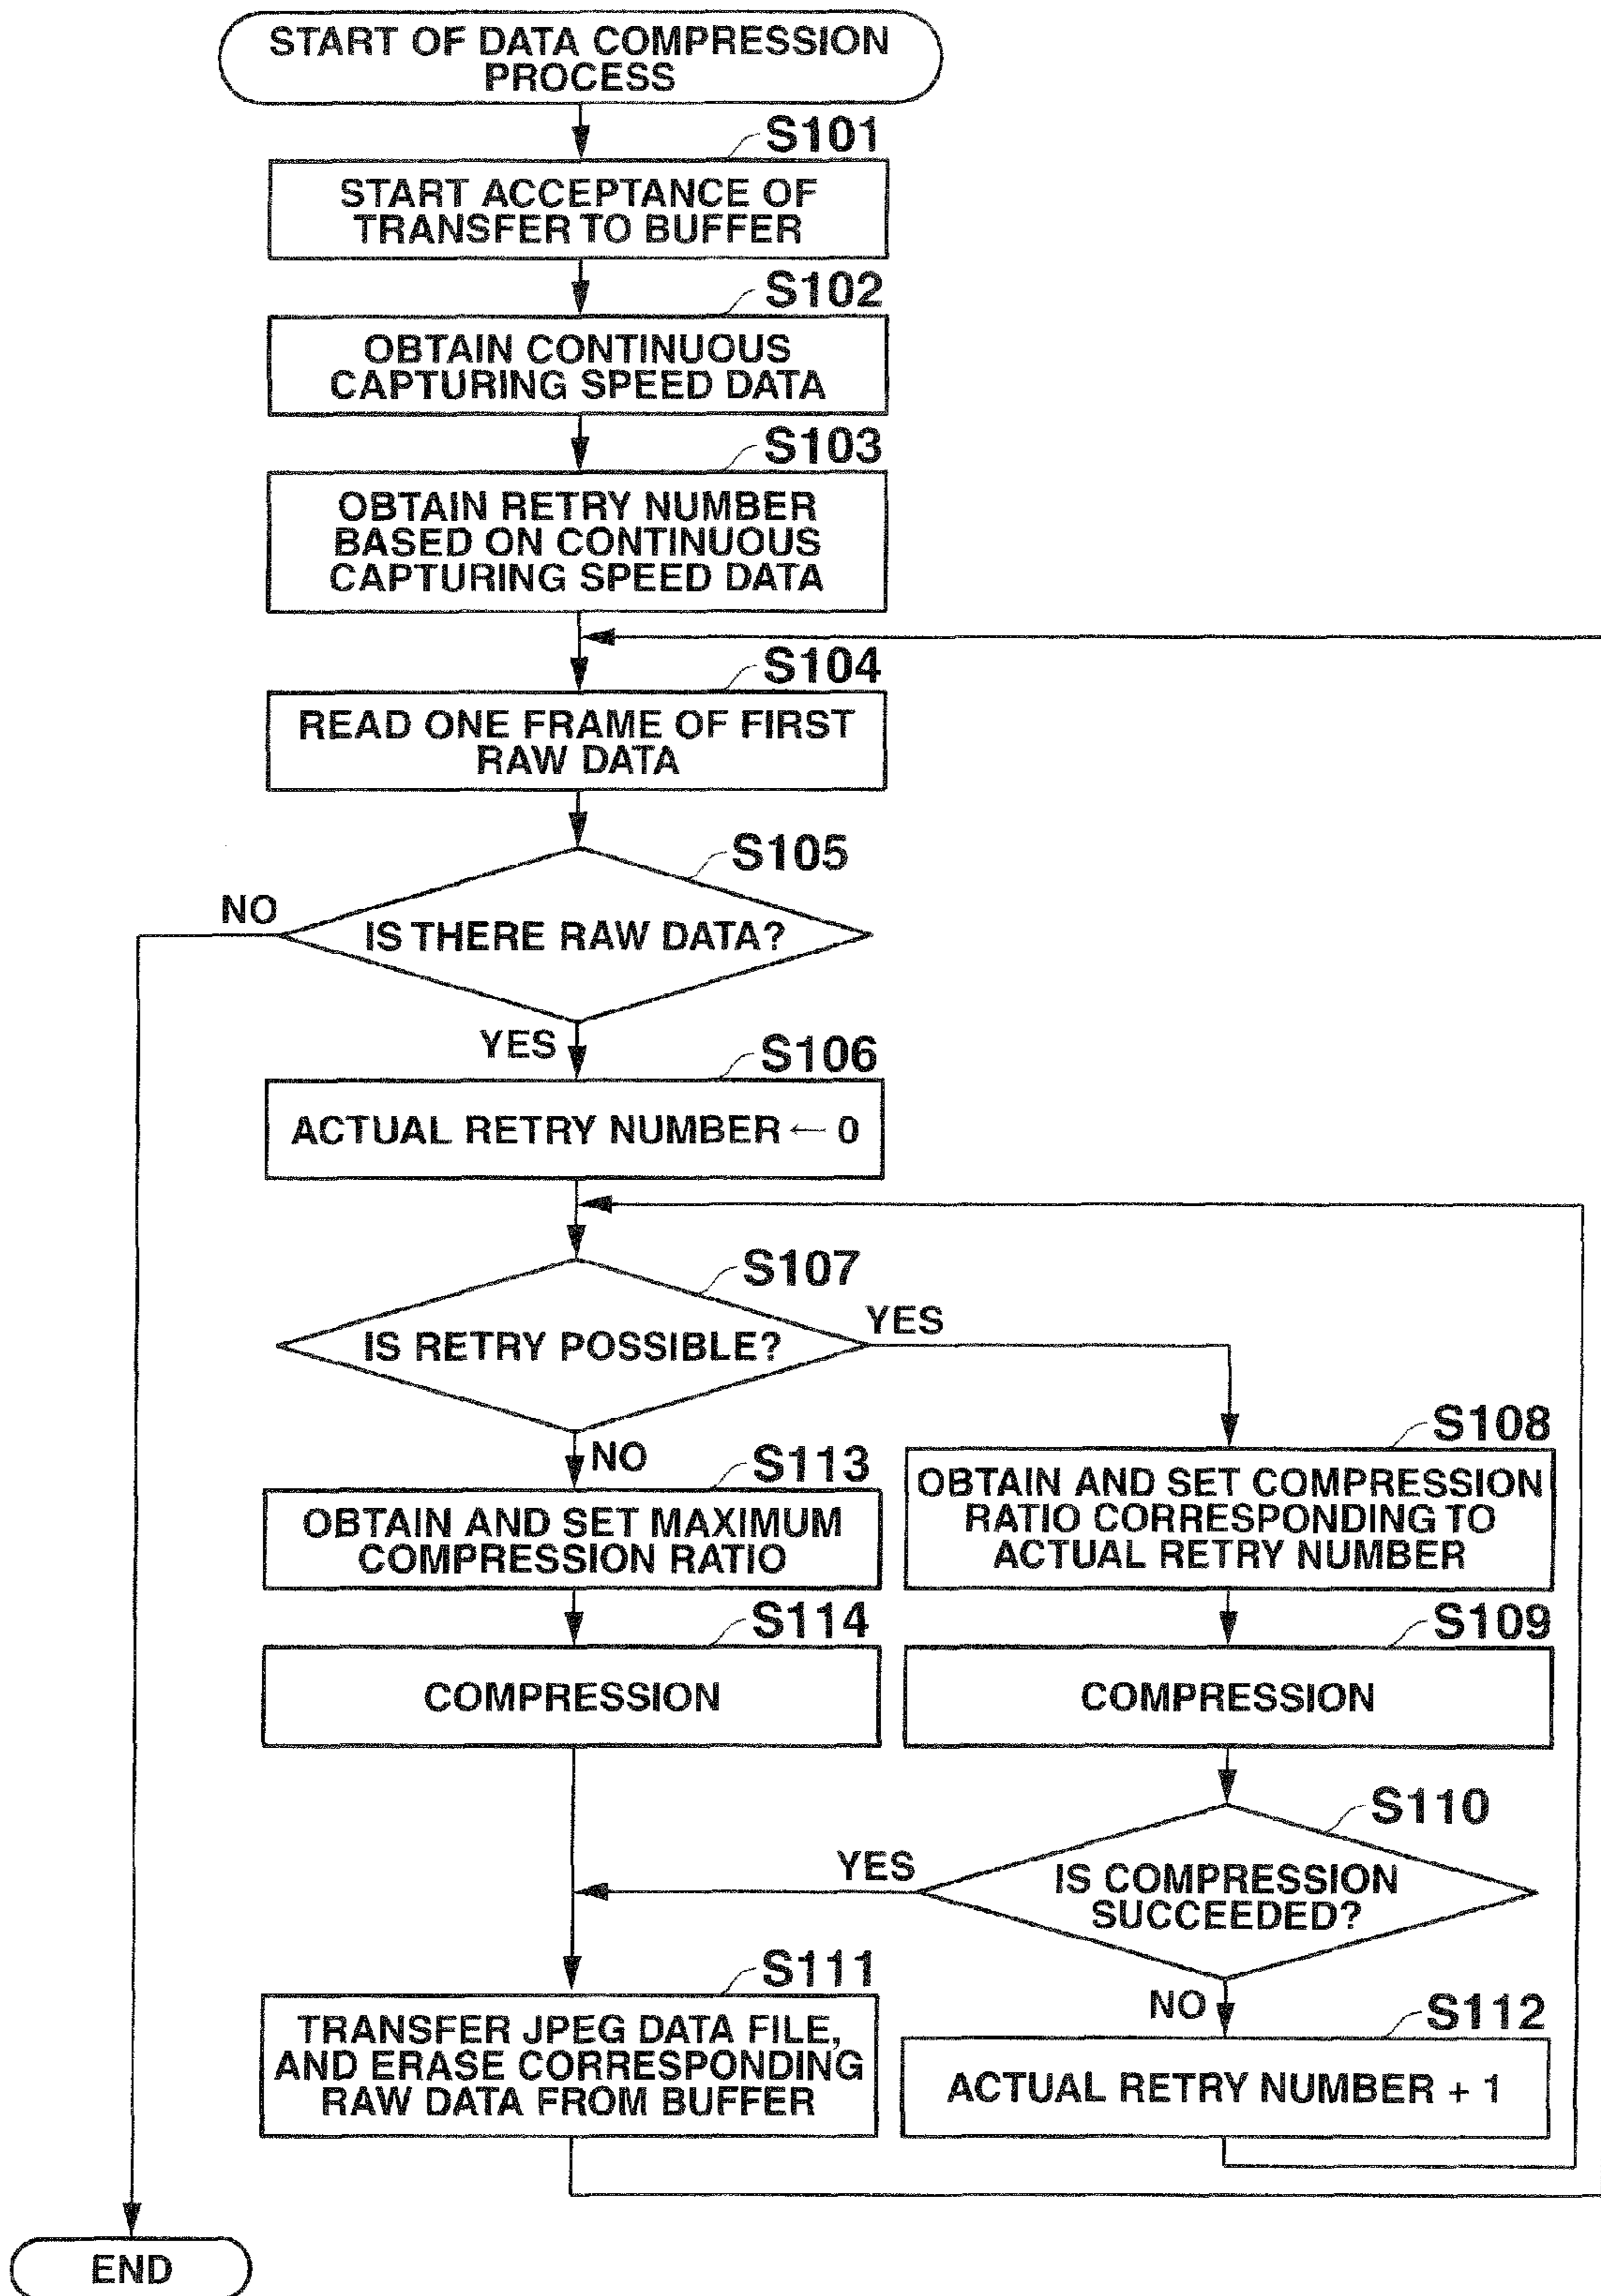 START OF DATA COMPRESSION
PROCESS
S101
START ACCEPTANCE OF
TRANSFER TO BUFFER
S102
OBTAIN CONTINUOUS
CAPTURING SPEED DATA
S103
OBTAIN RETRY NUMBER
BASED ON CONTINUOUS
CAPTURING SPEED DATA
S104
READ ONE FRAME OF FIRST
RAW DATA
S105
NO
IS THERE RAW DATA?
YES
S106
ACTUAL RETRY NUMBER ← 0
S107
YES
IS RETRY POSSIBLE?
NO
S113
OBTAIN AND SET MAXIMUM
COMPRESSION RATIO
S108
OBTAIN AND SET COMPRESSION
RATIO CORRESPONDING TO
ACTUAL RETRY NUMBER
S114
COMPRESSION
S109
COMPRESSION
S110
YES
IS COMPRESSION
SUCCEEDED?
NO
S111
TRANSFER JPEG DATA FILE,
AND ERASE CORRESPONDING
RAW DATA FROM BUFFER
S112
ACTUAL RETRY NUMBER + 1
END